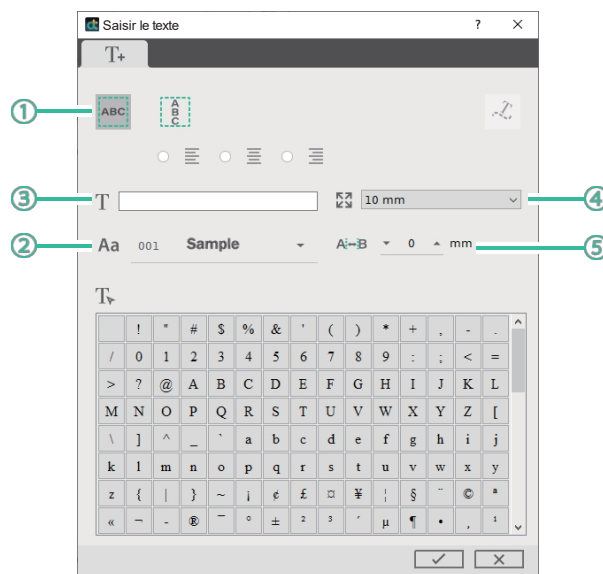 Saisir le texte ? ×
T+
① ABC A B C T
③ T 10 mm ④
② Aa 001 Sample A↔B 0 mm ⑤
T
! " # $ % & ' ( ) * + , - .
/ 0 1 2 3 4 5 6 7 8 9 : ; < =
> ? @ A B C D E F G H I J K L
M N O P Q R S T U V W X Y Z [
\ ] ^ _ ` a b c d e f g h i j
k l m n o p q r s t u v w x y
z { | } ~ ¡ ¢ £ ¤ ¥ ¦ § ¨ © ª
« ¬ - ® ¯ ° ± ² ³ ´ µ ¶ • ¸ ¹